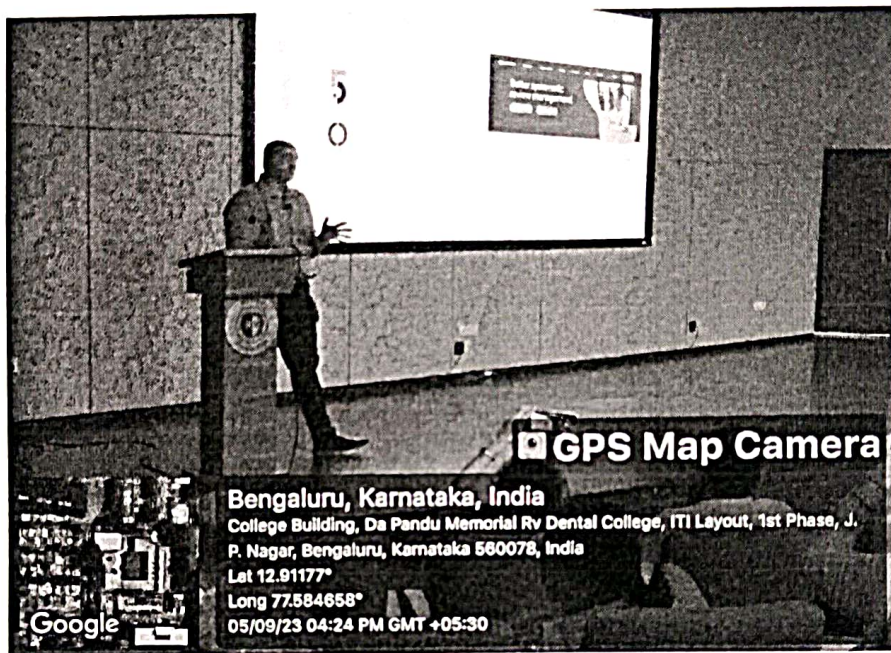 GPS Map Camera
Bengaluru, Karnataka, India
College Building, Da Pandu Memorial Rv Dental College, ITI Layout, 1st Phase, J.
P. Nagar, Bengaluru, Karnataka 560078, India
Lat 12.91177°
Long 77.584658°
05/09/23 04:24 PM GMT +05:30
Google